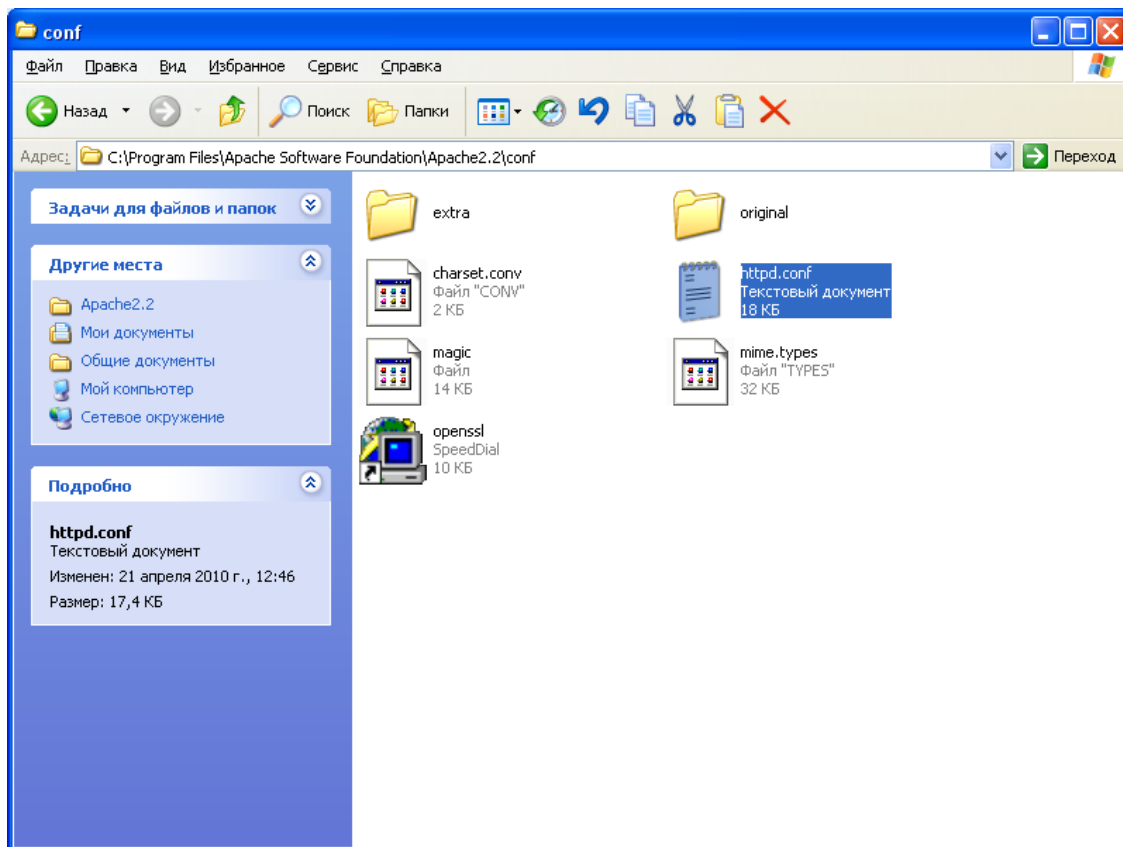 conf
Файл Правка Вид Избранное Сервис Справка
Назад Поиск Папки
Адрес: C:\Program Files\Apache Software Foundation\Apache2.2\conf Переход
Задачи для файлов и папок
Другие места
Apache2.2
Мои документы
Общие документы
Мой компьютер
Сетевое окружение
Подробно
httpd.conf
Текстовый документ
Изменен: 21 апреля 2010 г., 12:46
Размер: 17,4 КБ
extra
original
charset.conv
Файл "CONV"
2 КБ
httpd.conf
Текстовый документ
18 КБ
magic
Файл
14 КБ
mime.types
Файл "TYPES"
32 КБ
openssl
SpeedDial
10 КБ